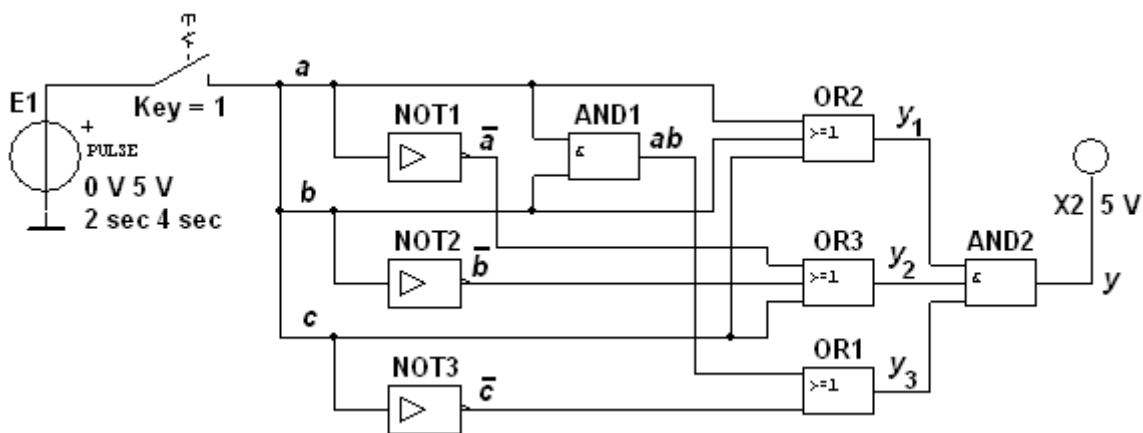 a
E1
Key = 1
+
PULSE
0 V 5 V
2 sec 4 sec
NOT1
a̅
AND1
&
ab
OR2
>=1
y₁
b
NOT2
b̅
OR3
>=1
y₂
AND2
&
X2 5 V
y
c
NOT3
c̅
OR1
>=1
y₃